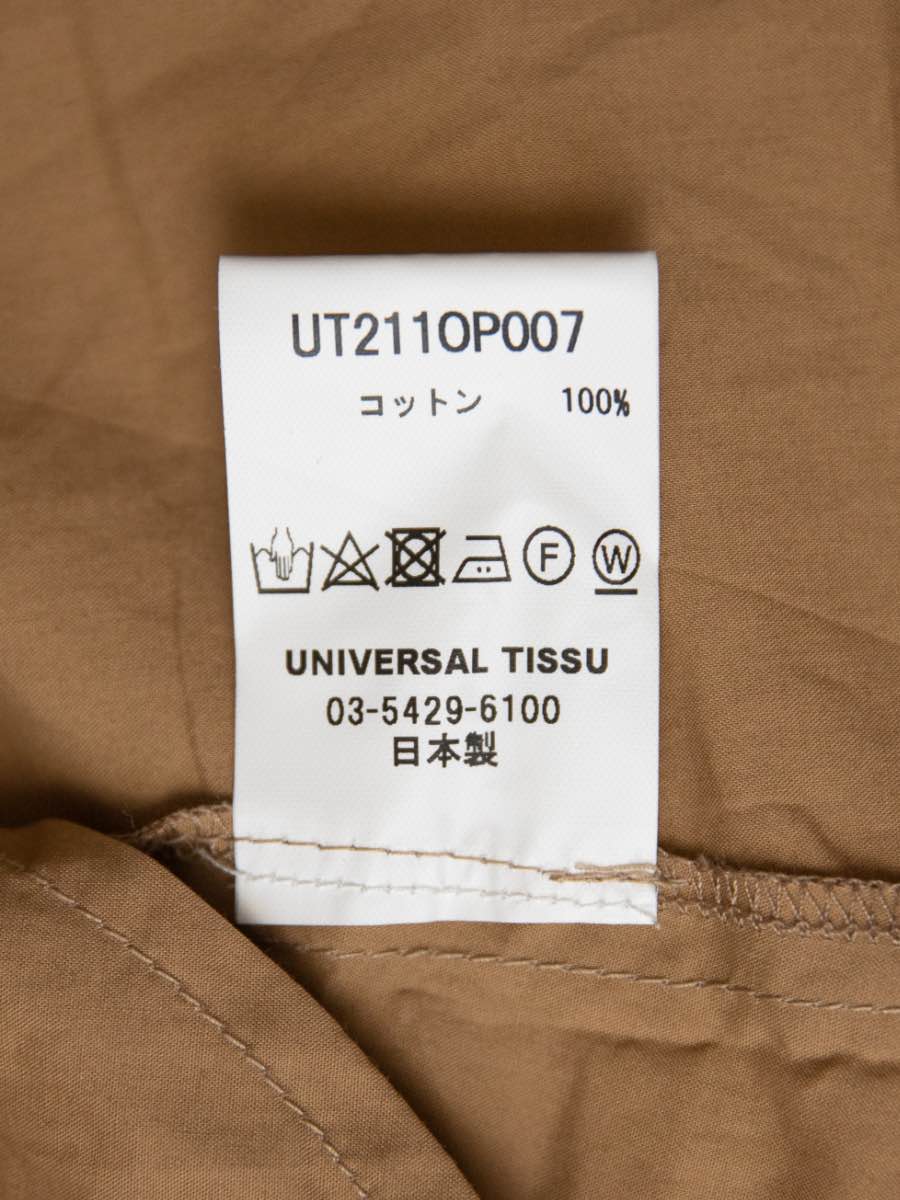 UT211OP007
コットン 100%
F W
UNIVERSAL TISSU
03-5429-6100
日本製